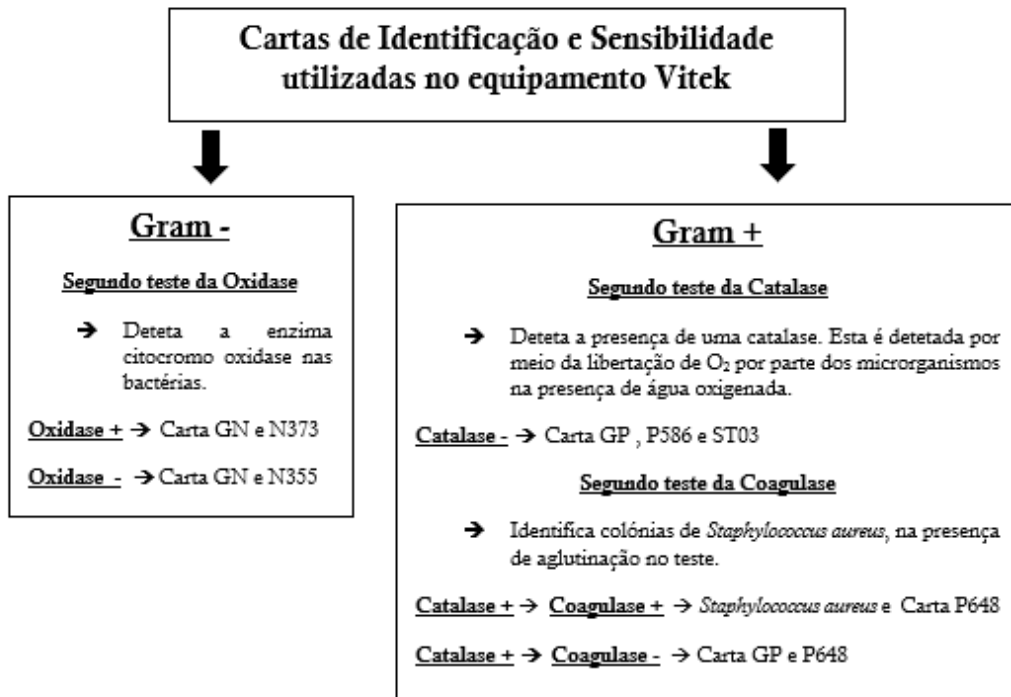 Cartas de Identificação e Sensibilidade
utilizadas no equipamento Vitek
Gram -
Segundo teste da Oxidase
→ Deteta a enzima
citocromo oxidase nas
bactérias.
Oxidase + → Carta GN e N373
Oxidase - → Carta GN e N355
Gram +
Segundo teste da Catalase
→ Deteta a presença de uma catalase. Esta é detetada por
meio da libertação de O₂ por parte dos microrganismos
na presença de água oxigenada.
Catalase - → Carta GP , P586 e ST03
Segundo teste da Coagulase
→ Identifica colónias de Staphylococcus aureus, na presença
de aglutinação no teste.
Catalase + → Coagulase + → Staphylococcus aureus e Carta P648
Catalase + → Coagulase - → Carta GP e P648